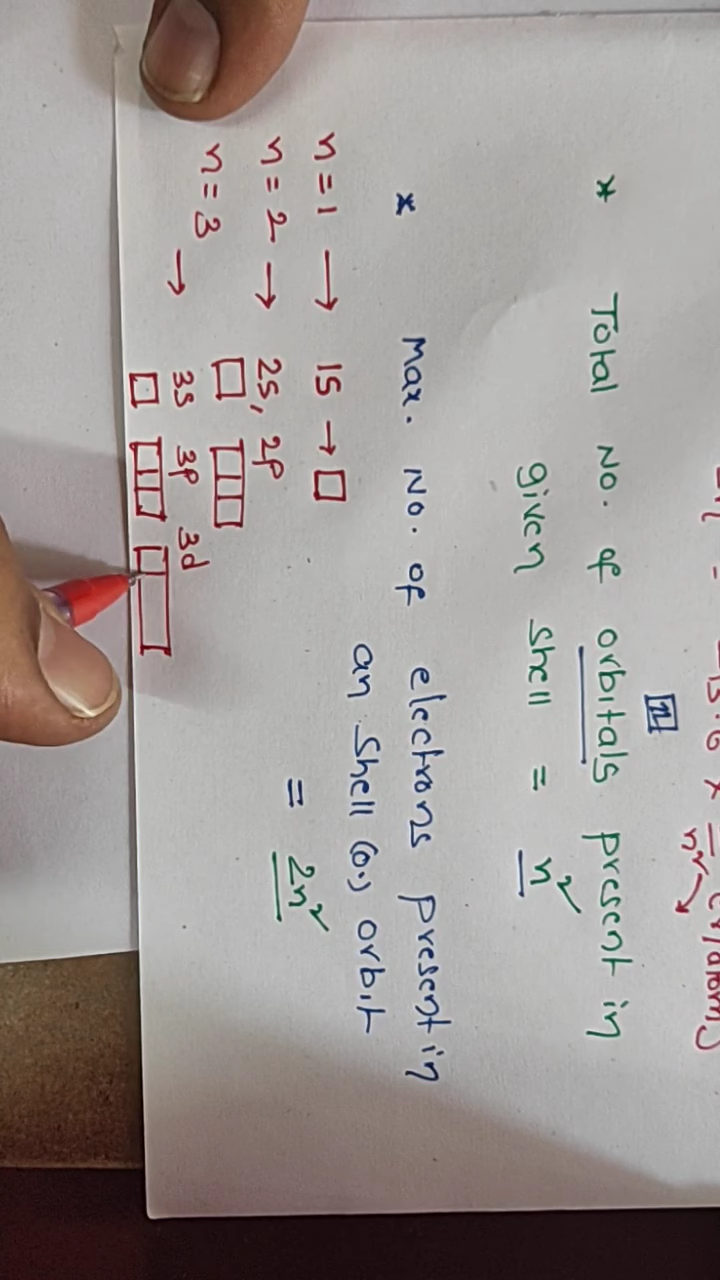 n²
* Total No. of orbitals present in
given shell = n²
* Max. No. of electrons present in
an shell (or) orbit
= 2n²
n = 1 → 1s → □
n = 2 → 2s, 2p
n = 3 → 3s 3p 3d